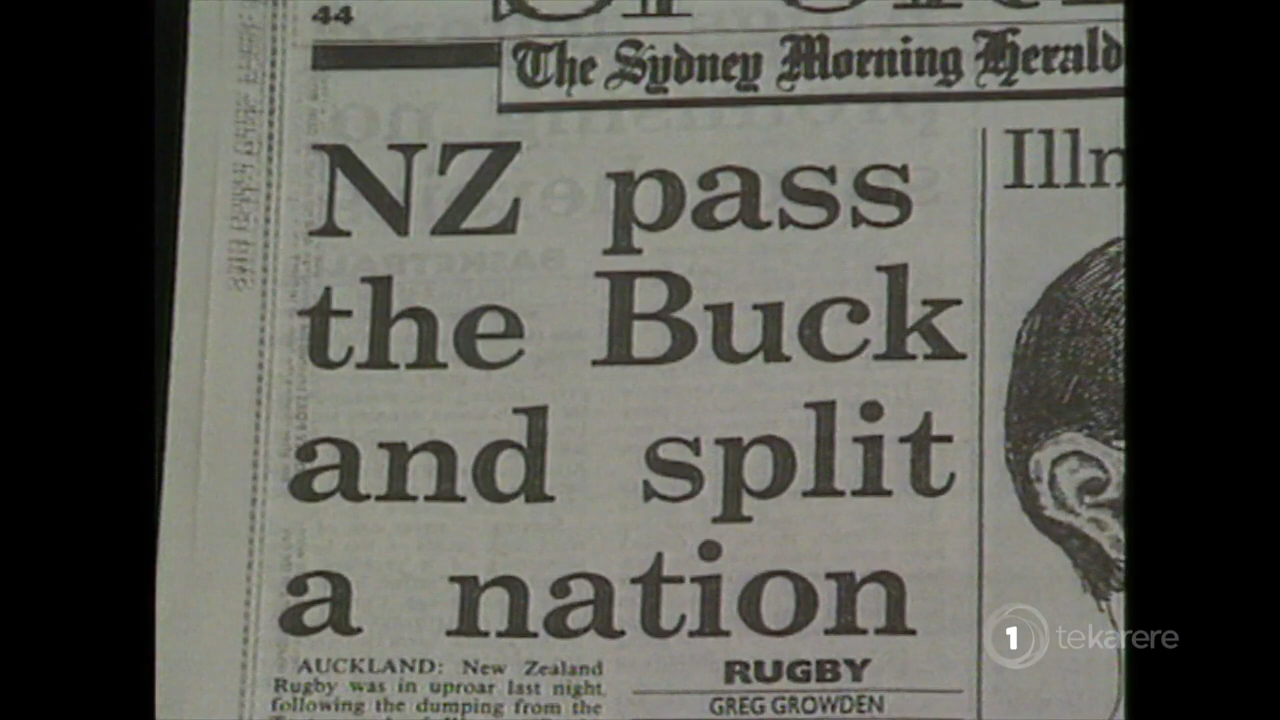 44
The Sydney Morning Herald
NZ pass
the Buck
and split
a nation
AUCKLAND: New Zealand
Rugby was in uproar last night
following the dumping from the
RUGBY
GREG GROWDEN
Illn
1 tekarere